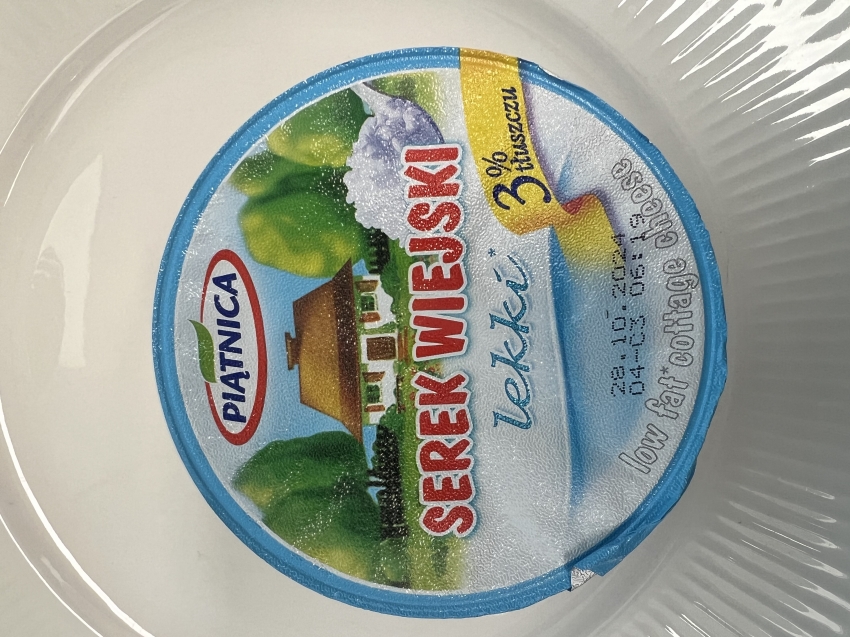 PIĄTNICA
SEREK WIEJSKI
lekki*
3%
tłuszczu
28.10.2024
04-03 06:19
low fat* cottage cheese